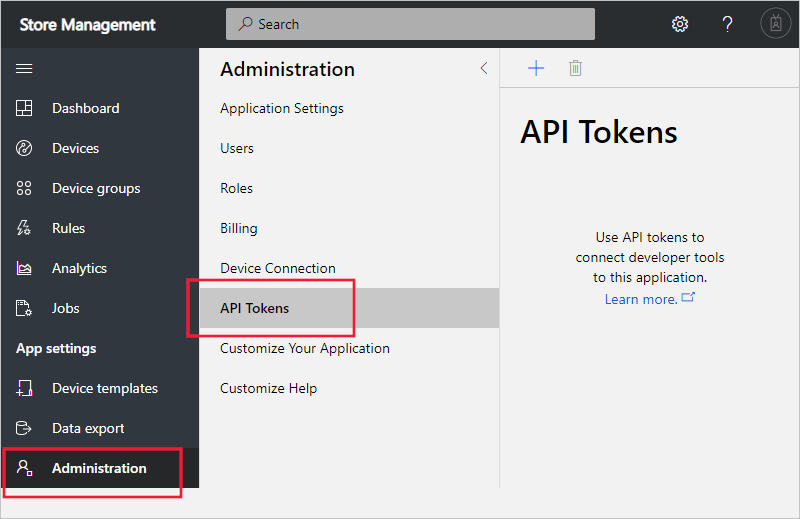 Store Management
Search
?
Dashboard
Devices
Device groups
Rules
Analytics
Jobs
App settings
Device templates
Data export
Administration
Administration
Application Settings
Users
Roles
Billing
Device Connection
API Tokens
Customize Your Application
Customize Help
API Tokens
Use API tokens to
connect developer tools
to this application.
Learn more.